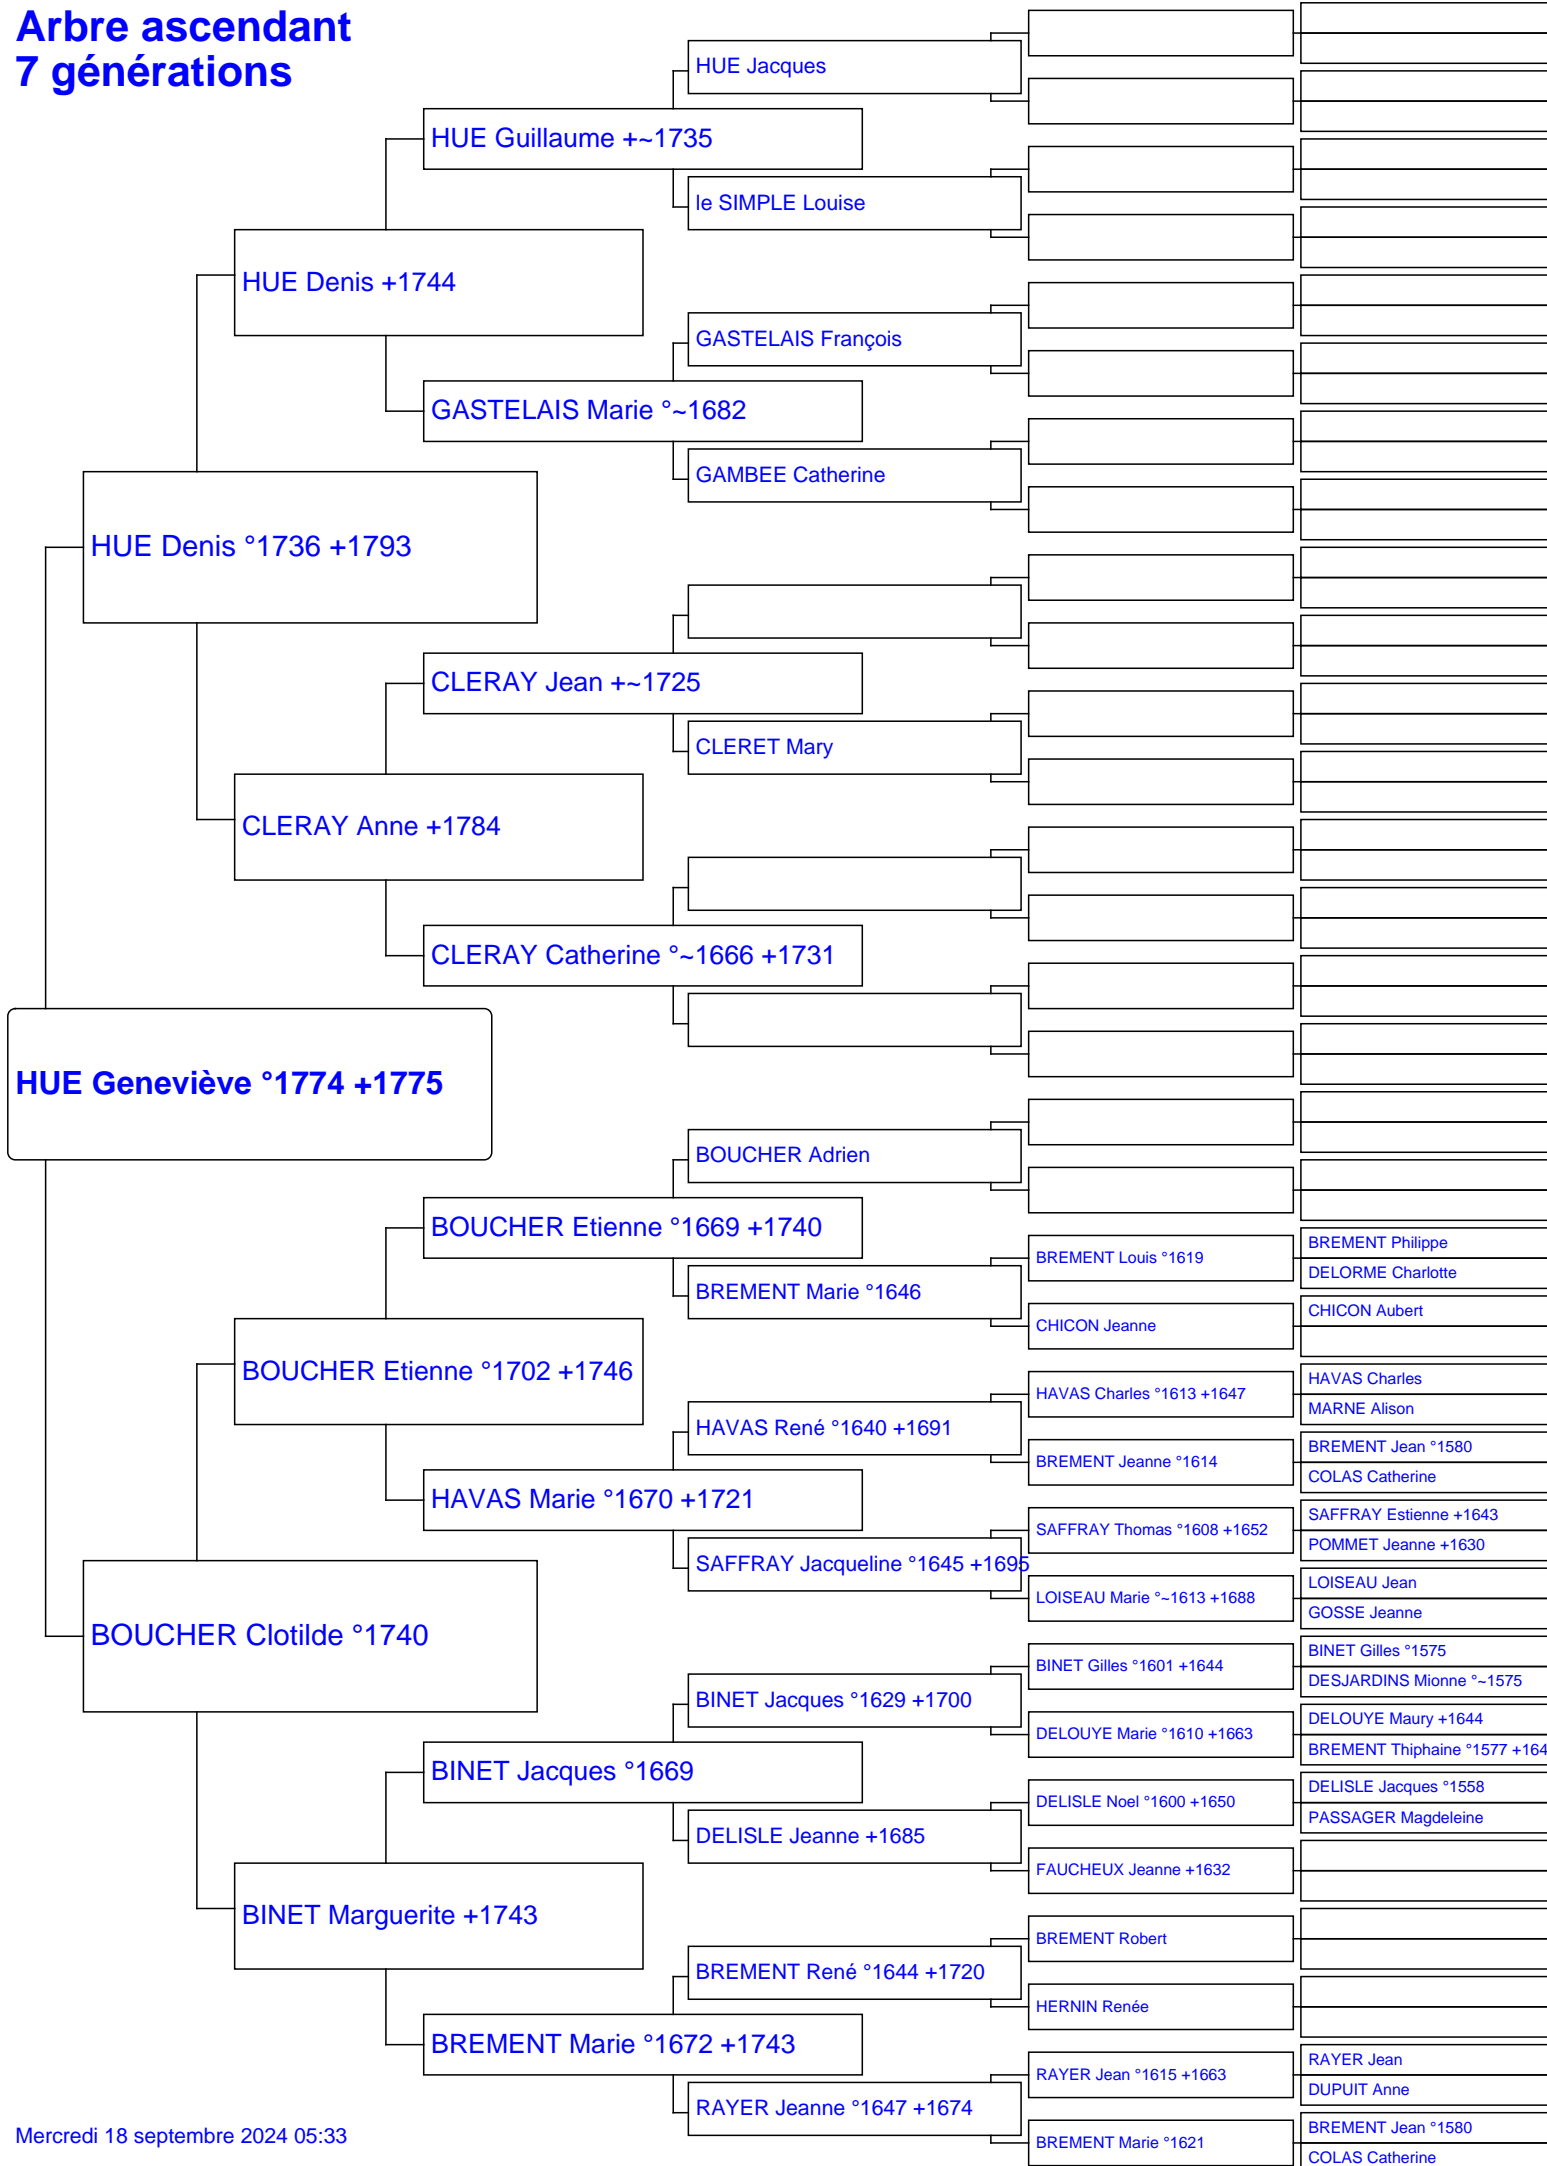 Arbre ascendant
7 générations
HUE Jacques
HUE Guillaume +~1735
le SIMPLE Louise
HUE Denis +1744
GASTELAIS François
GASTELAIS Marie °~1682
GAMBEE Catherine
HUE Denis °1736 +1793
CLERAY Jean +~1725
CLERET Mary
CLERAY Anne +1784
CLERAY Catherine °~1666 +1731
HUE Geneviève °1774 +1775
BOUCHER Adrien
BOUCHER Etienne °1669 +1740
BREMENT Philippe
BREMENT Louis °1619
DELORME Charlotte
BREMENT Marie °1646
CHICON Aubert
CHICON Jeanne
BOUCHER Etienne °1702 +1746
HAVAS Charles
HAVAS Charles °1613 +1647
MARNE Alison
HAVAS René °1640 +1691
BREMENT Jean °1580
BREMENT Jeanne °1614
COLAS Catherine
HAVAS Marie °1670 +1721
SAFFRAY Estienne +1643
SAFFRAY Thomas °1608 +1652
POMMET Jeanne +1630
SAFFRAY Jacqueline °1645 +1695
LOISEAU Jean
LOISEAU Marie °~1613 +1688
GOSSE Jeanne
BOUCHER Clotilde °1740
BINET Gilles °1575
BINET Gilles °1601 +1644
DESJARDINS Mionne °~1575
BINET Jacques °1629 +1700
DELOUYE Maury +1644
DELOUYE Marie °1610 +1663
BREMENT Thiphaine °1577 +164
BINET Jacques °1669
DELISLE Jacques °1558
DELISLE Noel °1600 +1650
PASSAGER Magdeleine
DELISLE Jeanne +1685
FAUCHEUX Jeanne +1632
BINET Marguerite +1743
BREMENT Robert
BREMENT René °1644 +1720
HERNIN Renée
BREMENT Marie °1672 +1743
RAYER Jean
RAYER Jean °1615 +1663
DUPUIT Anne
RAYER Jeanne °1647 +1674
BREMENT Jean °1580
BREMENT Marie °1621
COLAS Catherine
Mercredi 18 septembre 2024 05:33